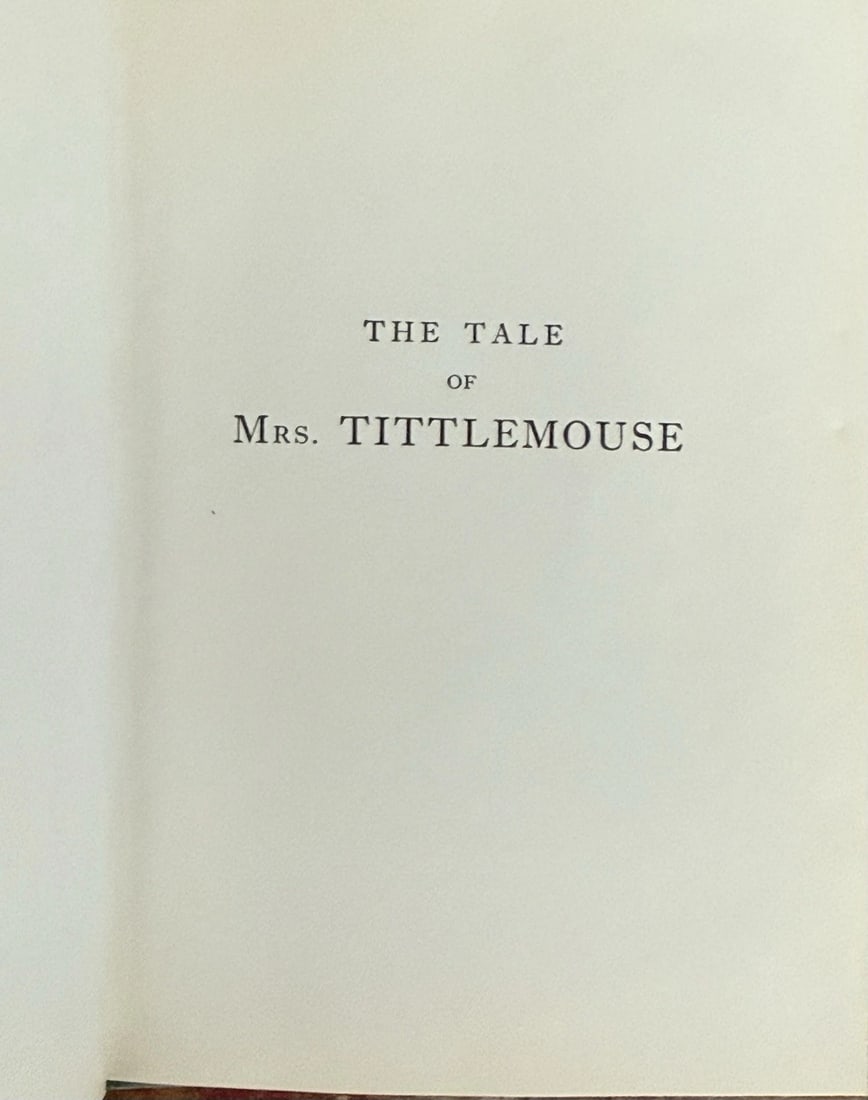 THE TALE
OF
MRS. TITTLEMOUSE